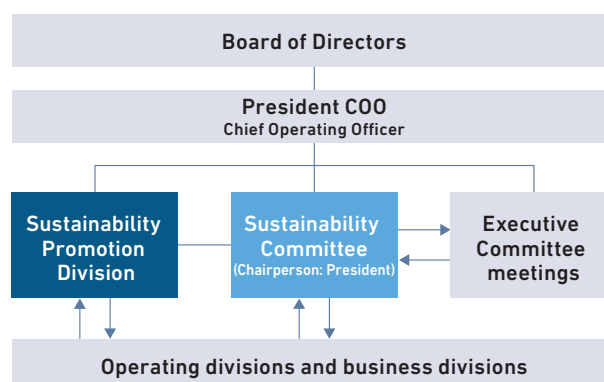 Board of Directors
President COO
Chief Operating Officer
Sustainability
Promotion
Division
Sustainability
Committee
(Chairperson: President)
Executive
Committee
meetings
Operating divisions and business divisions